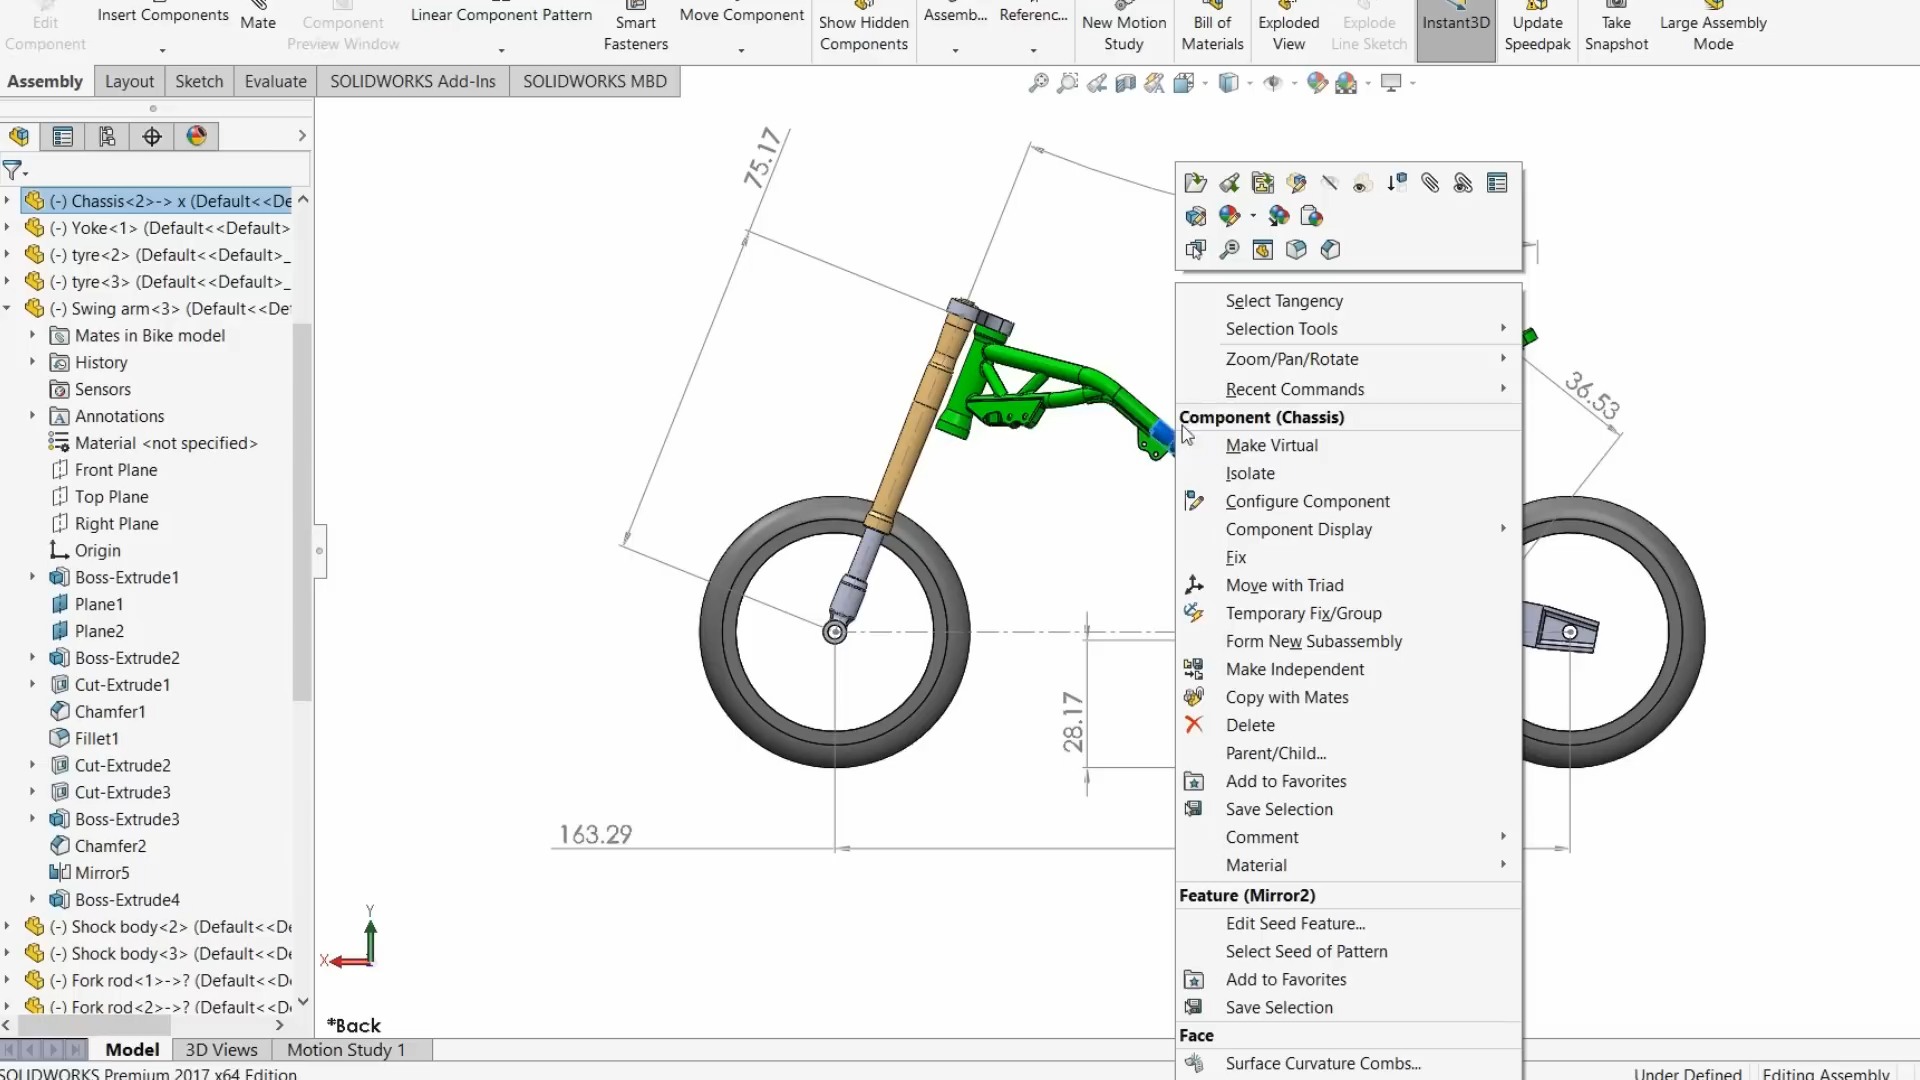 Edit
Component
Insert Components
Mate
Component
Preview Window
Linear Component Pattern
Smart
Fasteners
Move Component
Show Hidden
Components
Assemb...
Referenc...
New Motion
Study
Bill of
Materials
Exploded
View
Explode
Line Sketch
Instant3D
Update
Speedpak
Take
Snapshot
Large Assembly
Mode
Assembly
Layout
Sketch
Evaluate
SOLIDWORKS Add-Ins
SOLIDWORKS MBD
(-) Chassis<2>-> x (Default<<De
(-) Yoke<1> (Default<<Default>
(-) tyre<2> (Default<<Default>_
(-) tyre<3> (Default<<Default>_
(-) Swing arm<3> (Default<<De
Mates in Bike model
History
Sensors
Annotations
Material <not specified>
Front Plane
Top Plane
Right Plane
Origin
Boss-Extrude1
Plane1
Plane2
Boss-Extrude2
Cut-Extrude1
Chamfer1
Fillet1
Cut-Extrude2
Cut-Extrude3
Boss-Extrude3
Chamfer2
Mirror5
Boss-Extrude4
(-) Shock body<2> (Default<<De
(-) Shock body<3> (Default<<De
(-) Fork rod<1>->? (Default<<D
(-) Fork rod<2>->? (Default<<D
75.17
36.53
28.17
163.29
Y
X
*Back
Select Tangency
Selection Tools
Zoom/Pan/Rotate
Recent Commands
Component (Chassis)
Make Virtual
Isolate
Configure Component
Component Display
Fix
Move with Triad
Temporary Fix/Group
Form New Subassembly
Make Independent
Copy with Mates
Delete
Parent/Child...
Add to Favorites
Save Selection
Comment
Material
Feature (Mirror2)
Edit Seed Feature...
Select Seed of Pattern
Add to Favorites
Save Selection
Face
Surface Curvature Combs...
Model
3D Views
Motion Study 1
SOLIDWORKS Premium 2017 x64 Edition
Under Defined
Editing Assembly